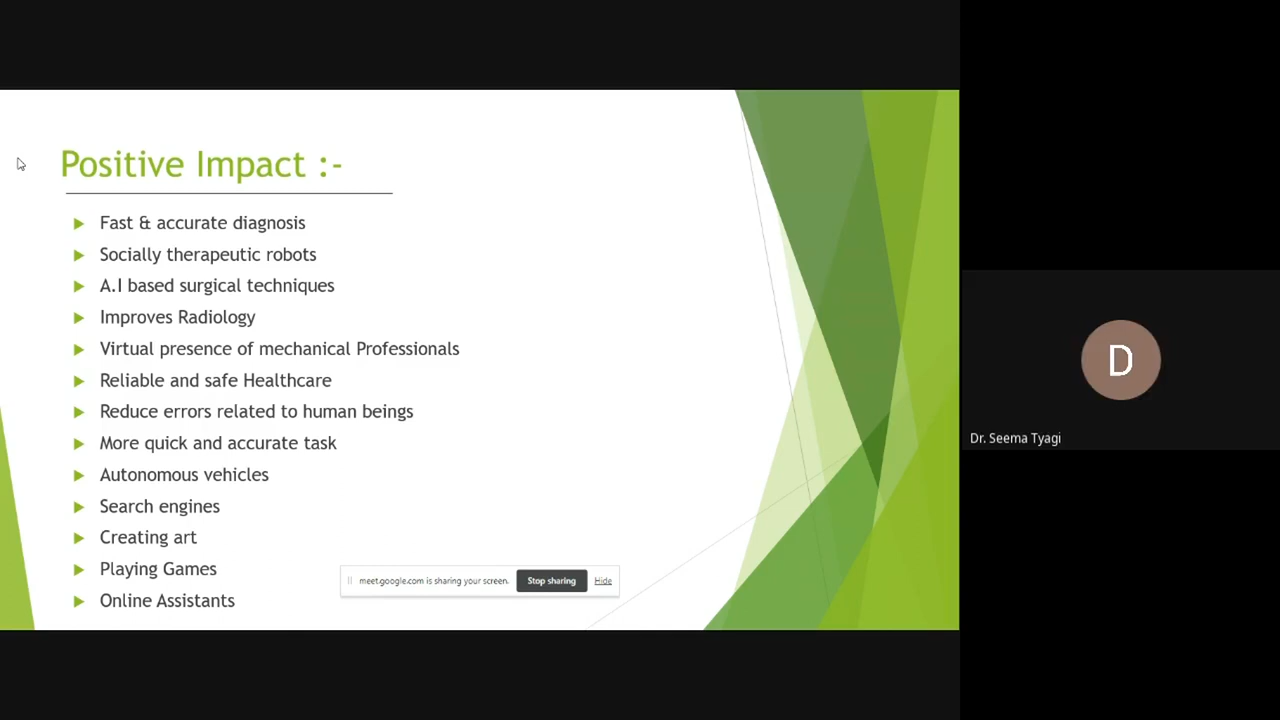 Positive Impact :-
Fast & accurate diagnosis
Socially therapeutic robots
A.I based surgical techniques
Improves Radiology
Virtual presence of mechanical Professionals
Reliable and safe Healthcare
Reduce errors related to human beings
More quick and accurate task
Autonomous vehicles
Search engines
Creating art
Playing Games
Online Assistants
meet.google.com is sharing your screen. Stop sharing Hide
D
Dr. Seema Tyagi